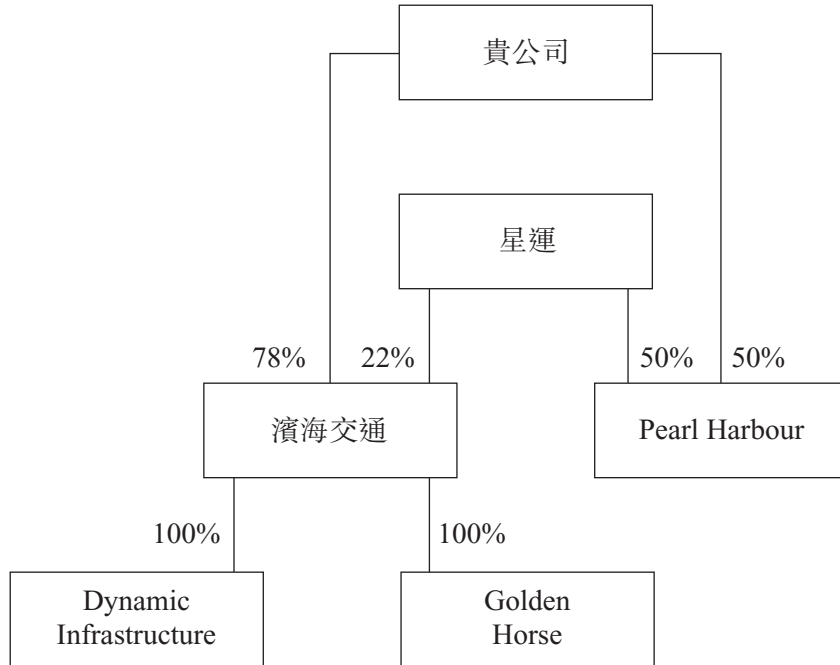 貴公司
星運
78%
22%
50%
50%
濱海交通
Pearl Harbour
100%
100%
Dynamic
Infrastructure
Golden
Horse